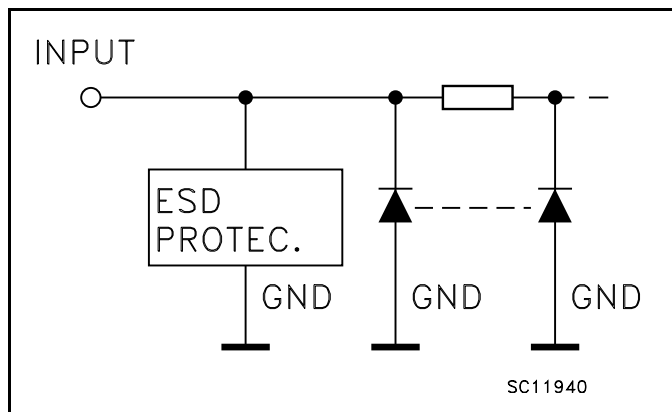 INPUT
ESD
PROTEC.
GND
GND
GND
SC11940